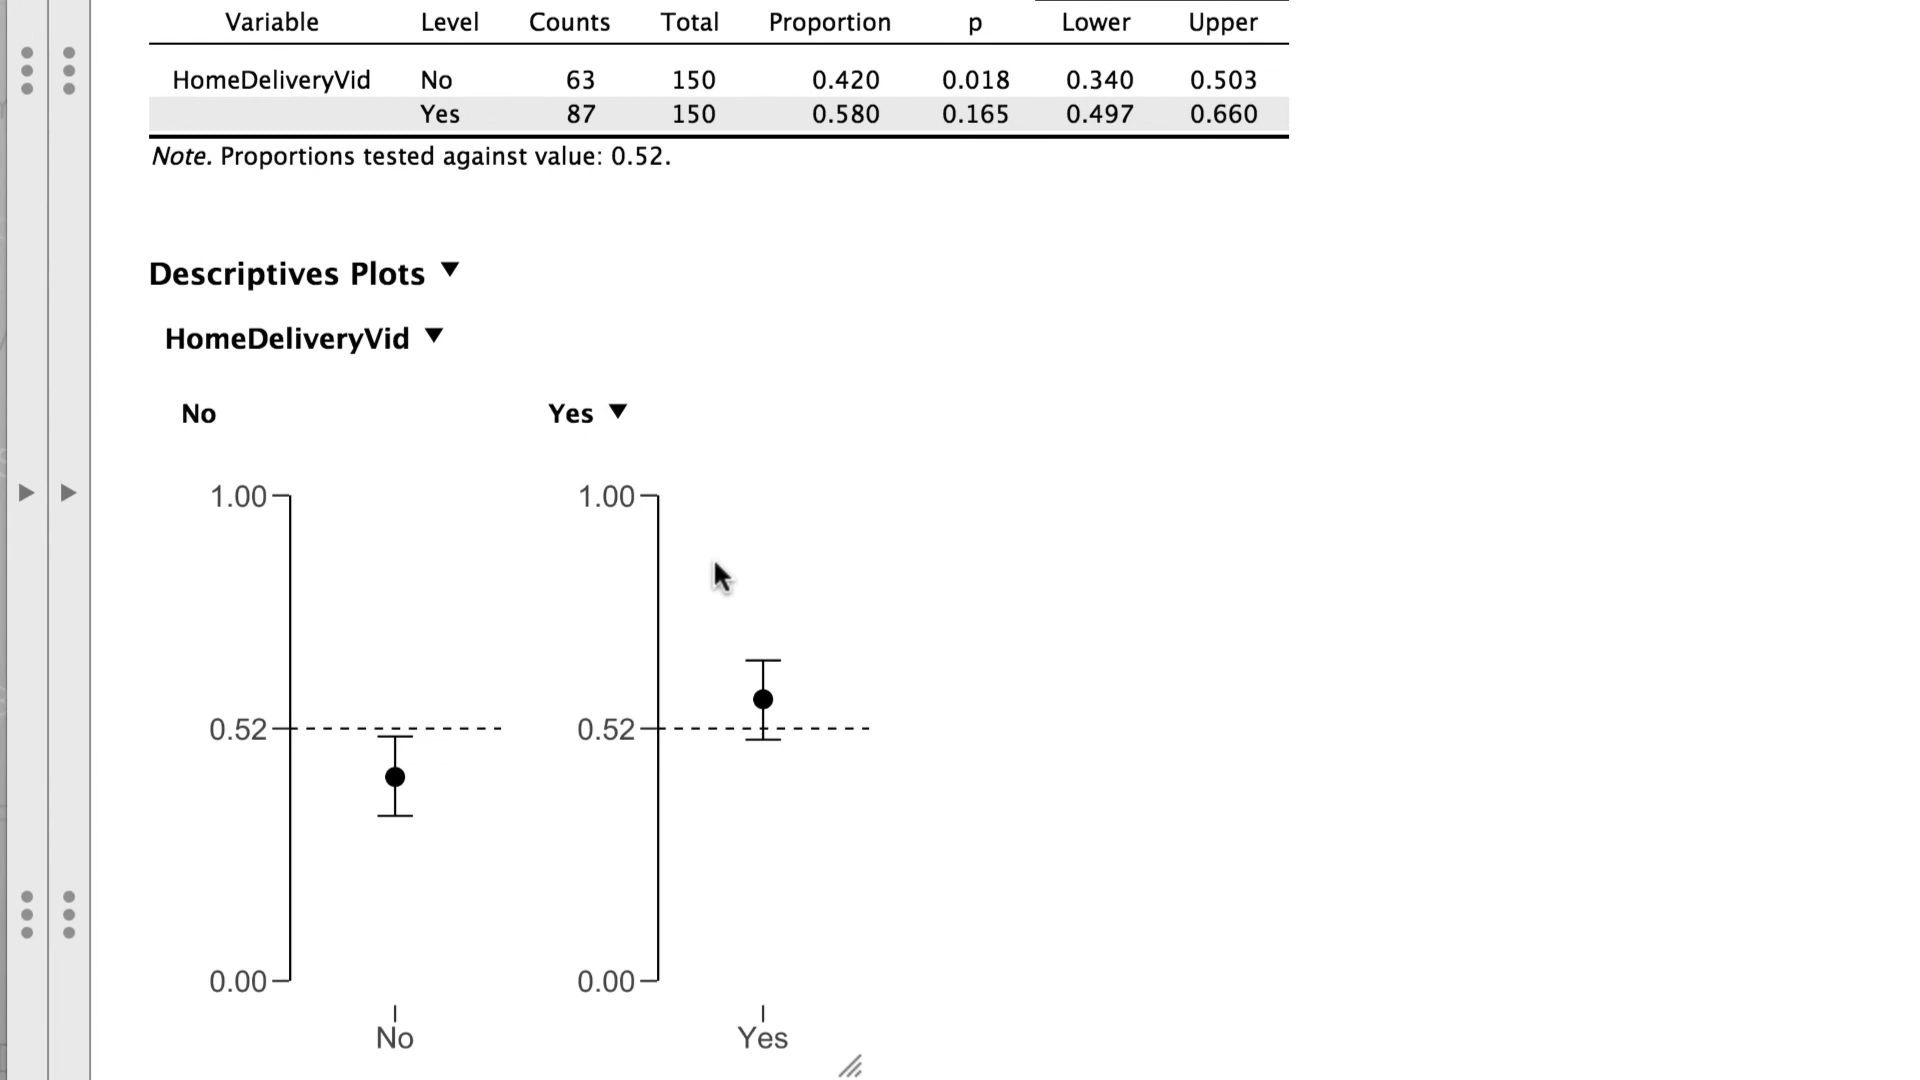 Variable Level Counts Total Proportion p Lower Upper
HomeDeliveryVid No 63 150 0.420 0.018 0.340 0.503
Yes 87 150 0.580 0.165 0.497 0.660
Note. Proportions tested against value: 0.52.
Descriptives Plots ▼
HomeDeliveryVid ▼
No Yes ▼
1.00 1.00
0.52 0.52
0.00 0.00
No Yes